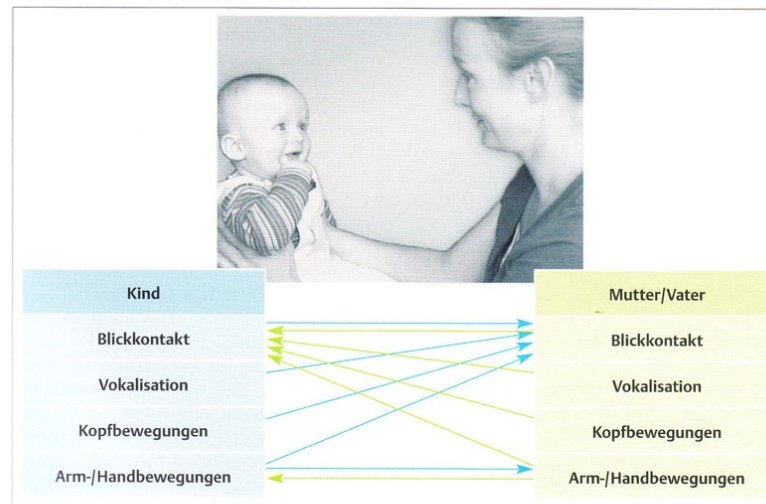 Kind
Mutter/Vater
Blickkontakt
Blickkontakt
Vokalisation
Vokalisation
Kopfbewegungen
Kopfbewegungen
Arm-/Handbewegungen
Arm-/Handbewegungen